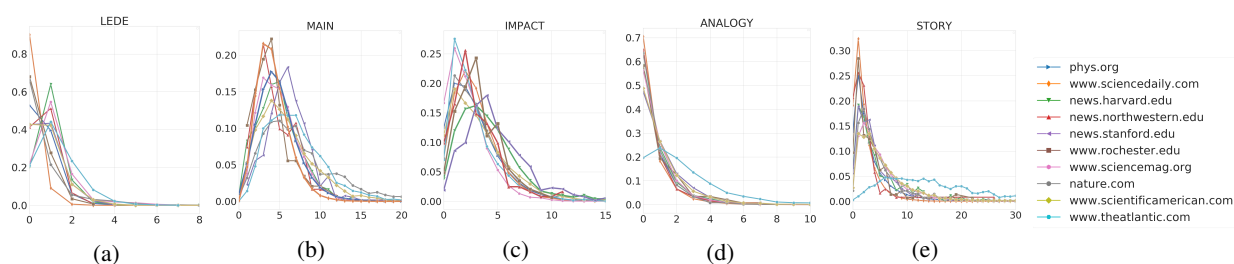 LEDE
0.8
0.6
0.4
0.2
0.0
0 2 4 6 8
(a)
MAIN
0.20
0.15
0.10
0.05
0.00
0 5 10 15 20
(b)
IMPACT
0.25
0.20
0.15
0.10
0.05
0.00
0 5 10 15
(c)
ANALOGY
0.7
0.6
0.5
0.4
0.3
0.2
0.1
0.0
0 2 4 6 8 10
(d)
STORY
0.30
0.25
0.20
0.15
0.10
0.05
0.00
0 10 20 30
(e)
phys.org
www.sciencedaily.com
news.harvard.edu
news.northwestern.edu
news.stanford.edu
www.rochester.edu
www.sciencemag.org
nature.com
www.scientificamerican.com
www.theatlantic.com